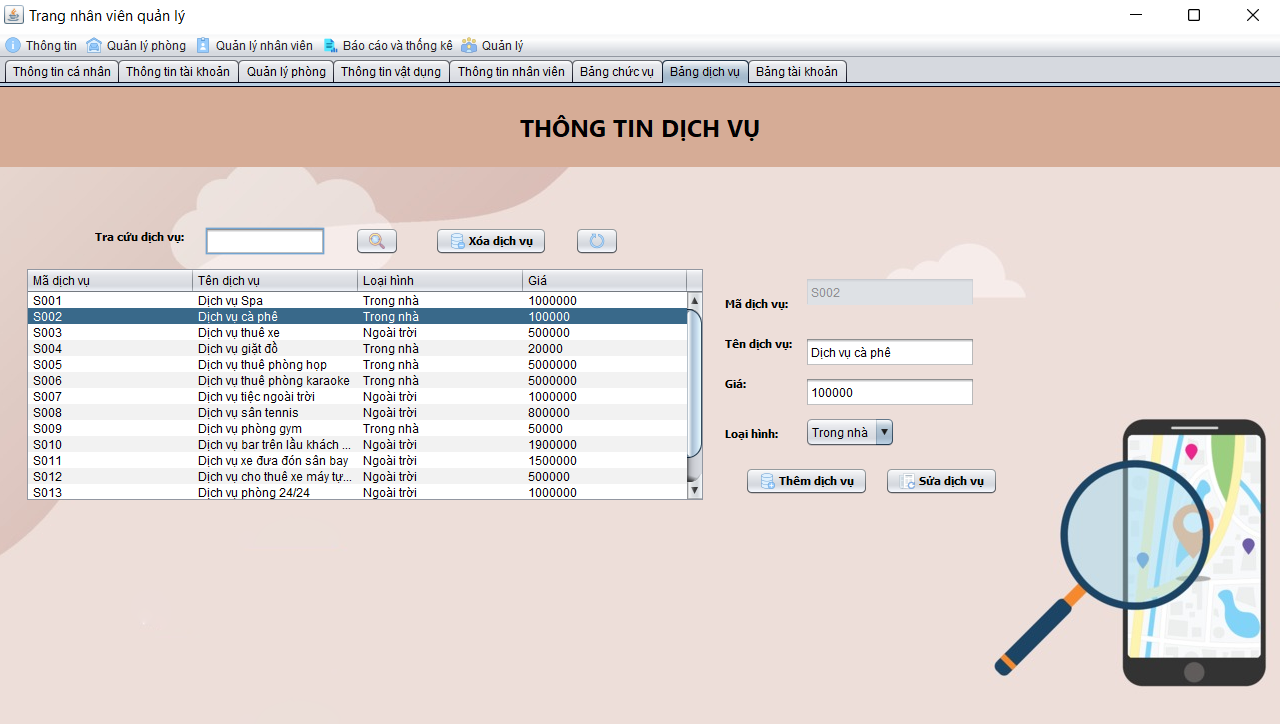 Trang nhân viên quản lý
Thông tin Quản lý phòng Quản lý nhân viên Báo cáo và thống kê Quản lý
Thông tin cá nhân Thông tin tài khoản Quản lý phòng Thông tin vật dụng Thông tin nhân viên Bảng chức vụ Bảng dịch vụ Bảng tài khoản
THÔNG TIN DỊCH VỤ
Tra cứu dịch vụ: Xóa dịch vụ
Mã dịch vụ Tên dịch vụ Loại hình Giá
S001 Dịch vụ Spa Trong nhà 1000000
S002 Dịch vụ cà phê Trong nhà 100000
S003 Dịch vụ thuê xe Ngoài trời 500000
S004 Dịch vụ giặt đồ Trong nhà 20000
S005 Dịch vụ thuê phòng họp Trong nhà 5000000
S006 Dịch vụ thuê phòng karaoke Trong nhà 5000000
S007 Dịch vụ tiệc ngoài trời Ngoài trời 1000000
S008 Dịch vụ sân tennis Ngoài trời 800000
S009 Dịch vụ phòng gym Trong nhà 50000
S010 Dịch vụ bar trên lầu khách ... Ngoài trời 1900000
S011 Dịch vụ xe đưa đón sân bay Ngoài trời 1500000
S012 Dịch vụ cho thuê xe máy tự... Ngoài trời 500000
S013 Dịch vụ phòng 24/24 Ngoài trời 1000000
Mã dịch vụ: S002
Tên dịch vụ: Dịch vụ cà phê
Giá: 100000
Loại hình: Trong nhà
Thêm dịch vụ Sửa dịch vụ